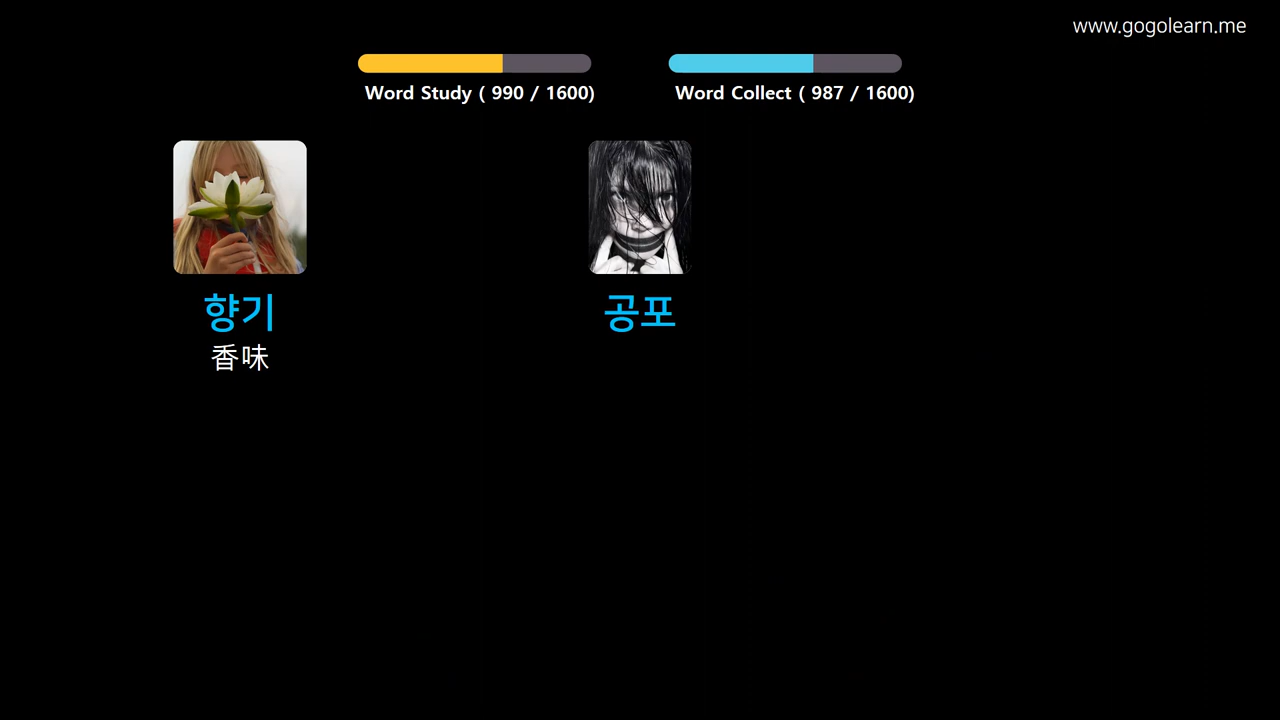 www.gogolearn.me
Word Study ( 990 / 1600)
Word Collect ( 987 / 1600)
향기
香味
공포